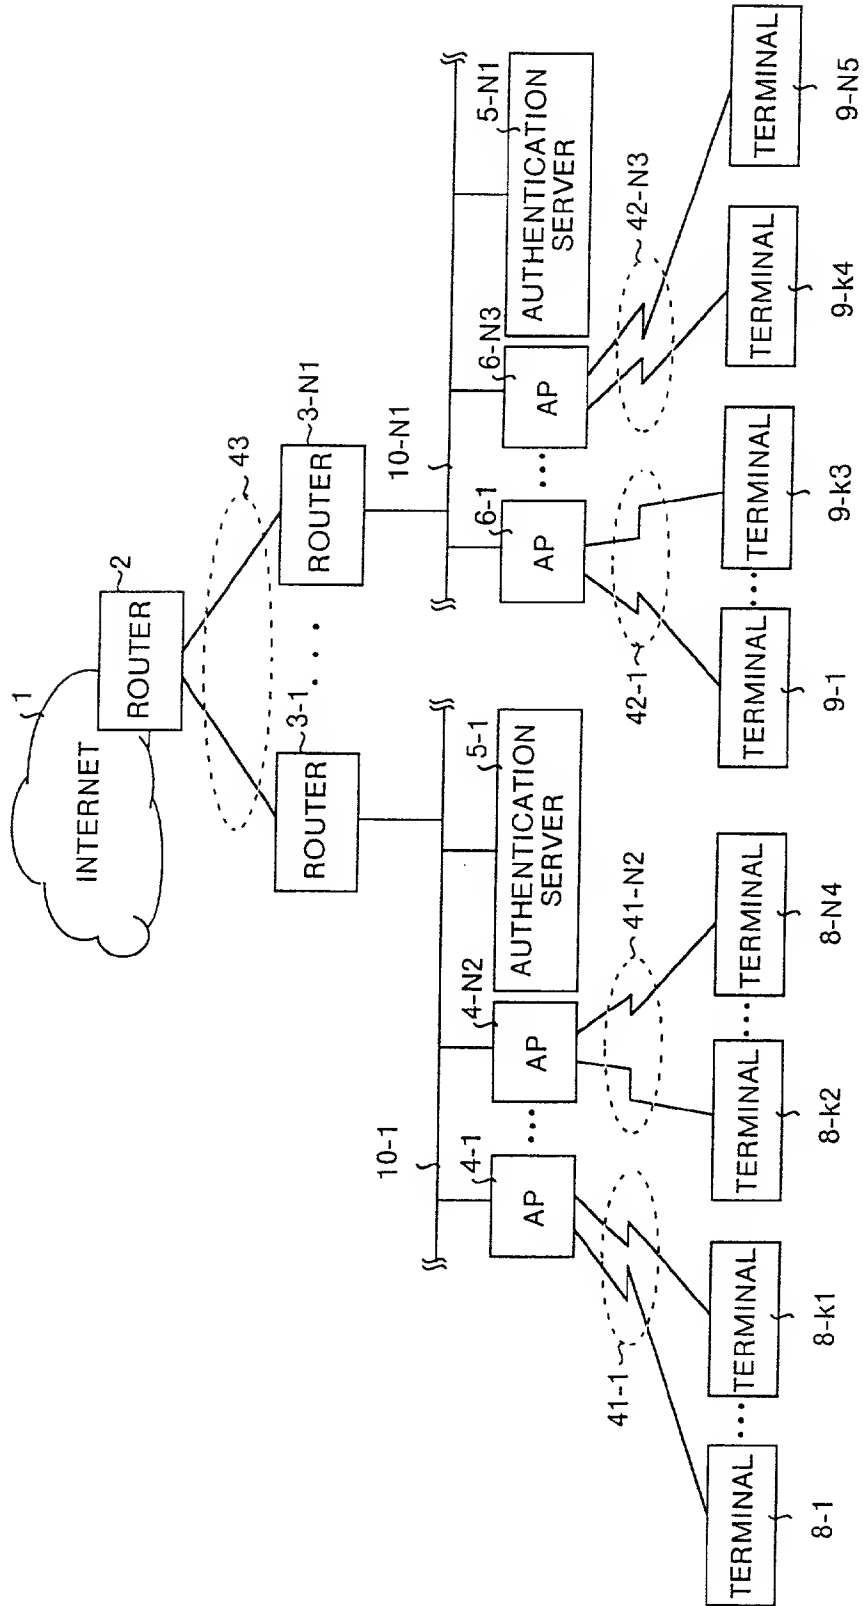 1
INTERNET
2
ROUTER
43
3-1
ROUTER
3-N1
ROUTER
10-1
4-1
AP
4-N2
AP
5-1
AUTHENTICATION
SERVER
10-N1
6-1
AP
6-N3
AP
5-N1
AUTHENTICATION
SERVER
41-1
41-N2
42-1
42-N3
TERMINAL
TERMINAL
TERMINAL
TERMINAL
TERMINAL
TERMINAL
TERMINAL
TERMINAL
8-1
8-k1
8-k2
8-N4
9-1
9-k3
9-k4
9-N5